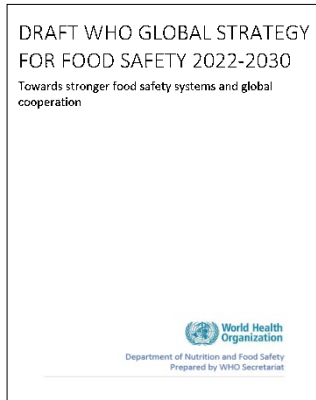 DRAFT WHO GLOBAL STRATEGY
FOR FOOD SAFETY 2022-2030
Towards stronger food safety systems and global
cooperation
World Health
Organization
Department of Nutrition and Food Safety
Prepared by WHO Secretariat